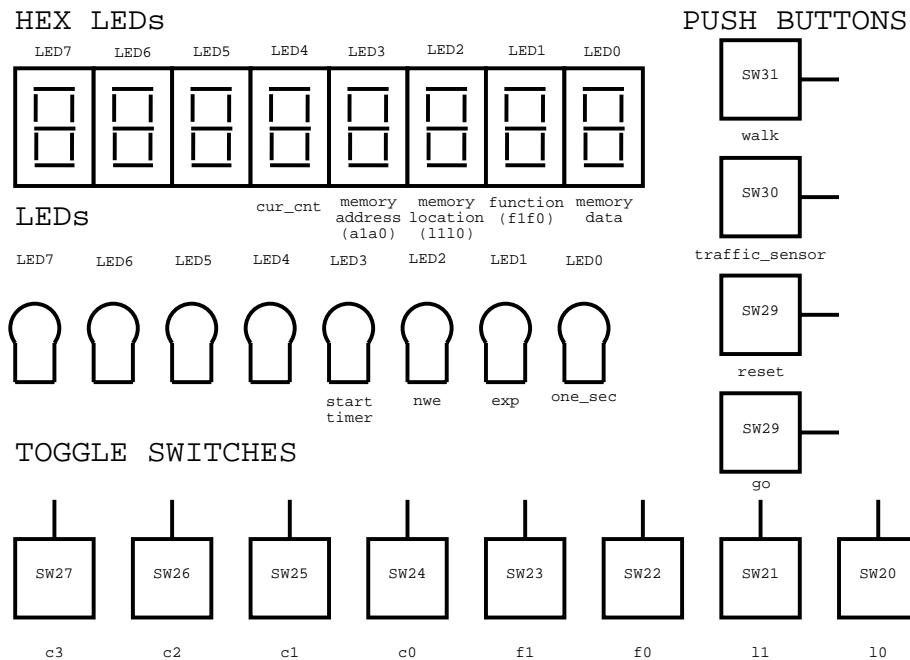 HEX LEDs
PUSH BUTTONS
LED7 LED6 LED5 LED4 LED3 LED2 LED1 LED0
SW31
walk
cur_cnt
memory address (a1a0)
memory location (l1l0)
function (f1f0)
memory data
SW30
traffic_sensor
LEDs
LED7 LED6 LED5 LED4 LED3 LED2 LED1 LED0
SW29
reset
start timer
nwe
exp
one_sec
SW29
go
TOGGLE SWITCHES
SW27 SW26 SW25 SW24 SW23 SW22 SW21 SW20
c3 c2 c1 c0 f1 f0 l1 l0